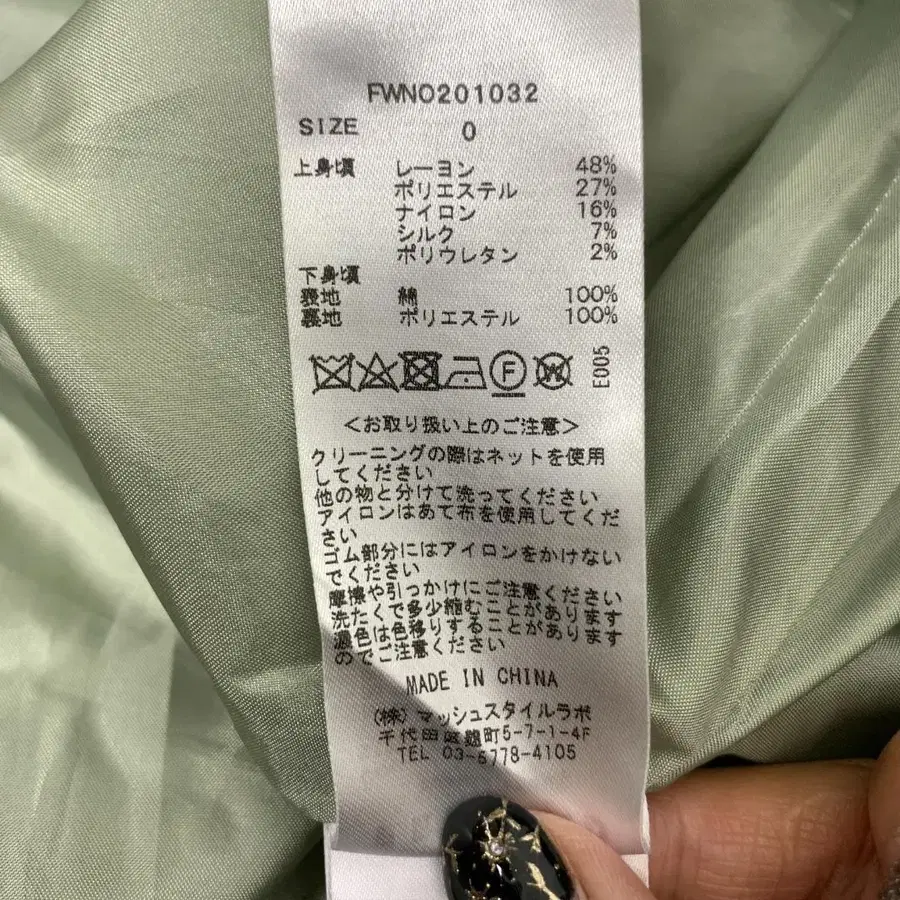 FWNO201032
SIZE 0
上身頃 レーヨン 48%
ポリエステル 27%
ナイロン 16%
シルク 7%
ポリウレタン 2%
下身頃
表地 綿 100%
裏地 ポリエステル 100%
F W E005
<お取り扱い上のご注意>
クリーニングの際はネットを使用
してください
他の物と分けて洗ってください
アイロンはあて布を使用してくだ
さい
ゴム部分にはアイロンをかけない
でください
摩擦や引っかけにご注意ください
洗たくで多少縮むことがあります
濃色は色移りすることがあります
のでご注意ください
MADE IN CHINA
(株)マッシュスタイルラボ
千代田区麹町5-7-1-4F
TEL 03-6778-4105